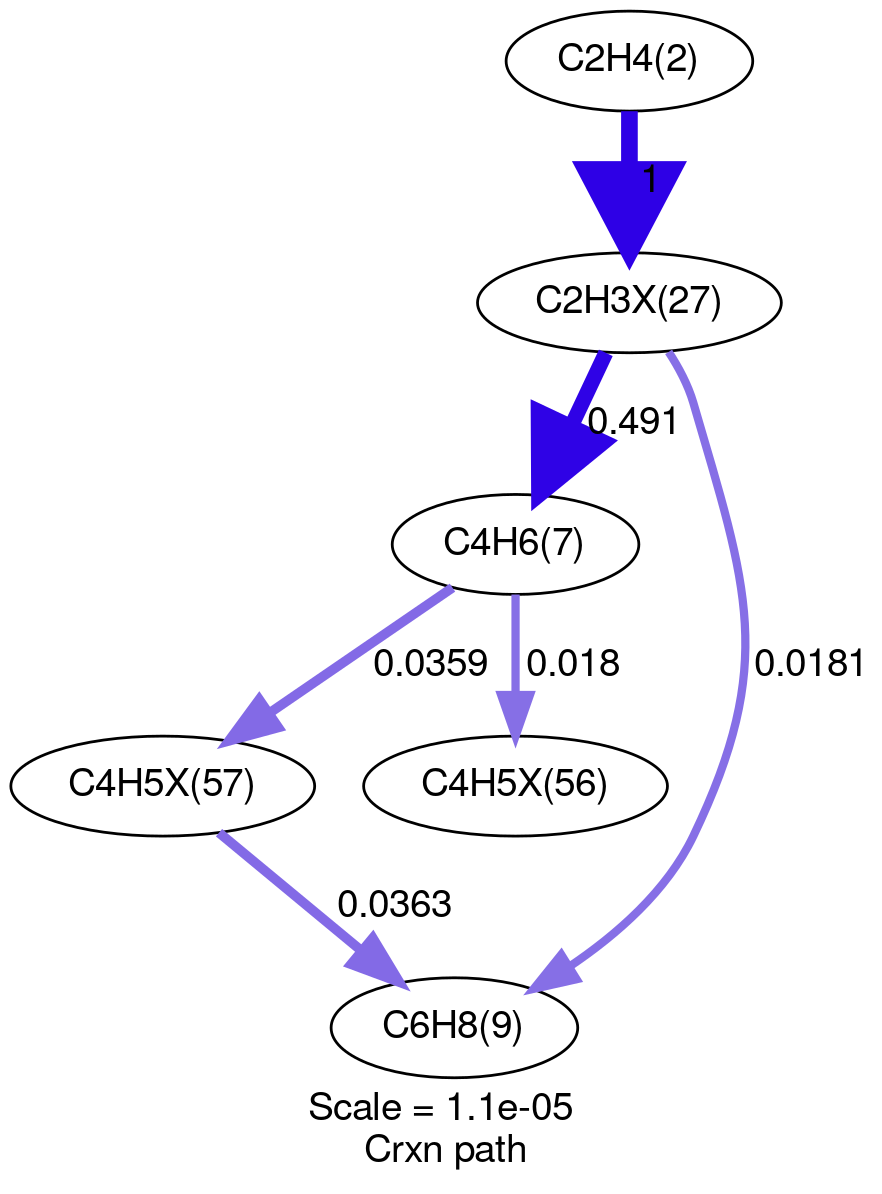 C2H4(2)
1
C2H3X(27)
0.491
C4H6(7)
0.0359
0.018
0.0181
C4H5X(57)
C4H5X(56)
0.0363
C6H8(9)
Scale = 1.1e-05
Crxn path